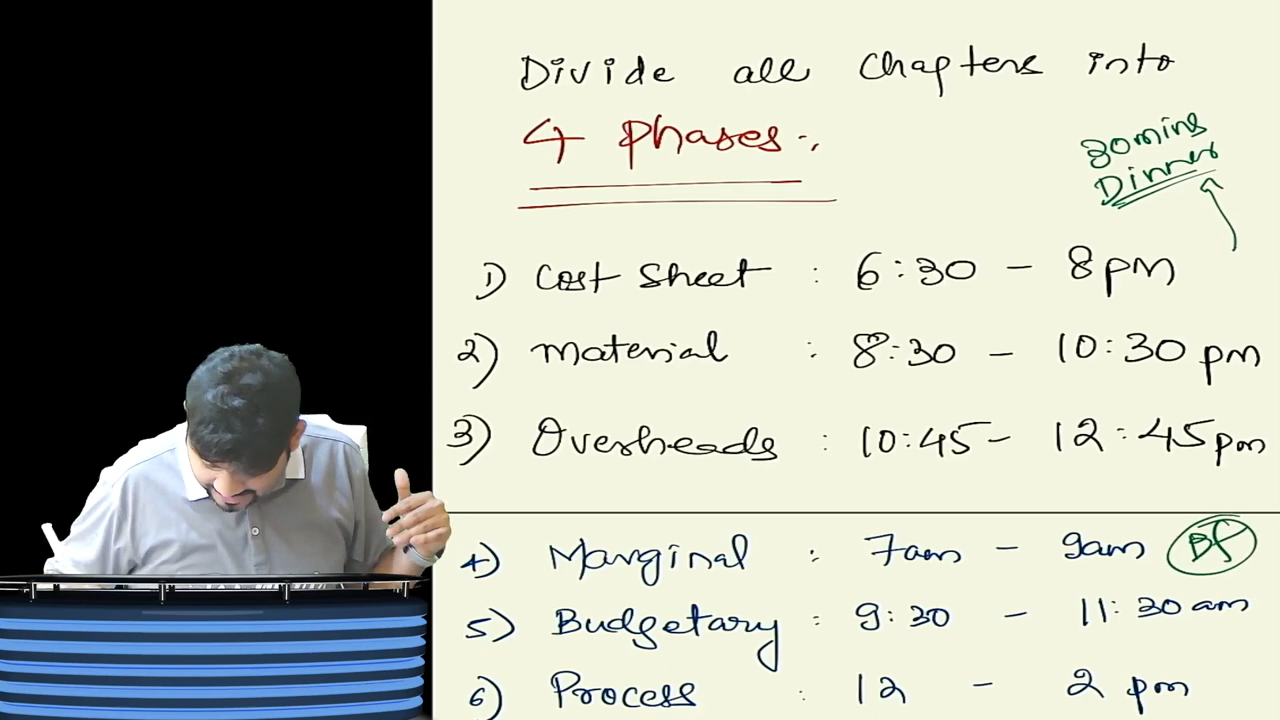 Divide all chapters into
4 Phases :.
30mins
Dinner
1) Cost Sheet : 6:30 - 8pm
2) Material : 8:30 - 10:30 pm
3) Overheads : 10:45 - 12:45pm
4) Marginal : 7am - 9am BF
5) Budgetary : 9:30 - 11:30am
6) Process : 12 - 2 pm